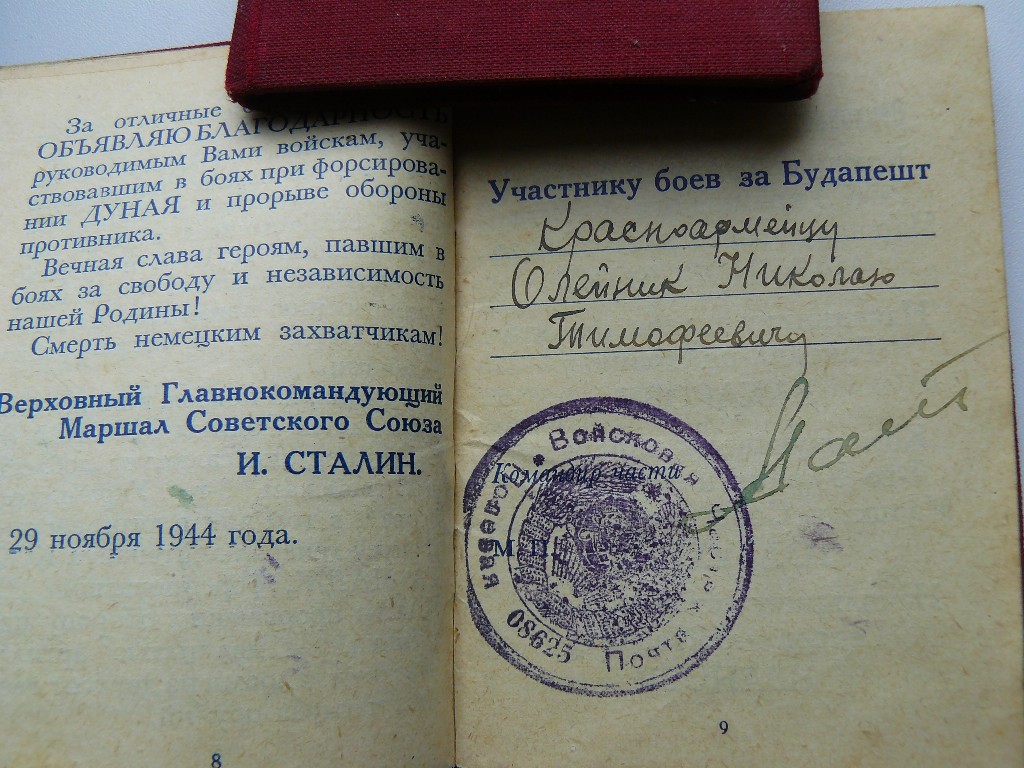 За отличные
ОБЪЯВЛЯЮ БЛАГОДАРНОСТЬ
руководимым Вами войскам, уча-
ствовавшим в боях при форсирова-
нии ДУНАЯ и прорыве обороны
противника.
Вечная слава героям, павшим в
боях за свободу и независимость
нашей Родины!
Смерть немецким захватчикам!
Верховный Главнокомандующий
Маршал Советского Союза
И. СТАЛИН.
29 ноября 1944 года.
8
Участнику боев за Будапешт
Красноармейцу
Олейник Николаю
Тимофеевичу
Командир части
М. П.
Войсковая часть
Полевая Почта
08625
9